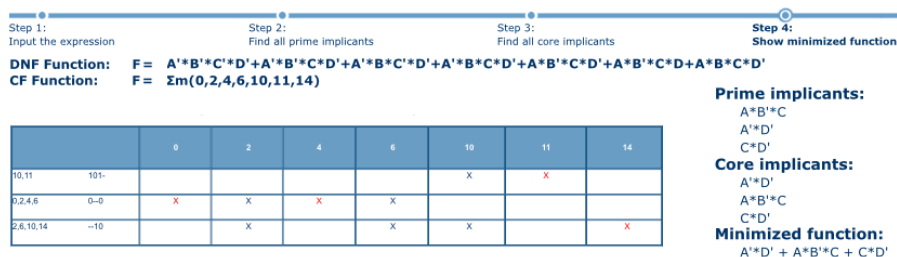 Step 1:
Input the expression
Step 2:
Find all prime implicants
Step 3:
Find all core implicants
Step 4:
Show minimized function
DNF Function: F= A'*B'*C'*D'+A'*B'*C*D'+A'*B*C'*D'+A'*B*C*D'+A*B'*C*D'+A*B'*C*D+A*B*C*D'
CF Function: F= Σm(0,2,4,6,10,11,14)
0 2 4 6 10 11 14
10,11 101- X X
0,2,4,6 0--0 X X X X
2,6,10,14 --10 X X X X
Prime implicants:
A*B'*C
A'*D'
C*D'
Core implicants:
A'*D'
A*B'*C
C*D'
Minimized function:
A'*D' + A*B'*C + C*D'